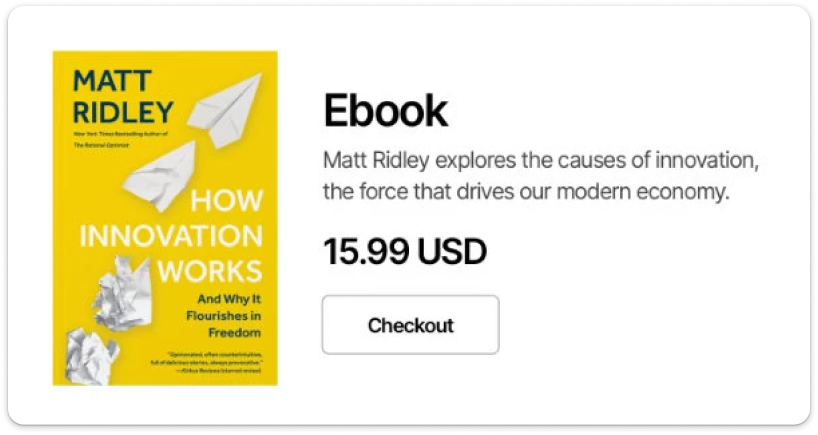 MATT
RIDLEY
New York Times Bestselling Author of
The Rational Optimist
HOW
INNOVATION
WORKS
And Why It
Flourishes in
Freedom
"Opinionated, often counterintuitive,
full of delicious stories, always provocative."
—Kirkus Reviews (starred review)
Ebook
Matt Ridley explores the causes of innovation,
the force that drives our modern economy.
15.99 USD
Checkout